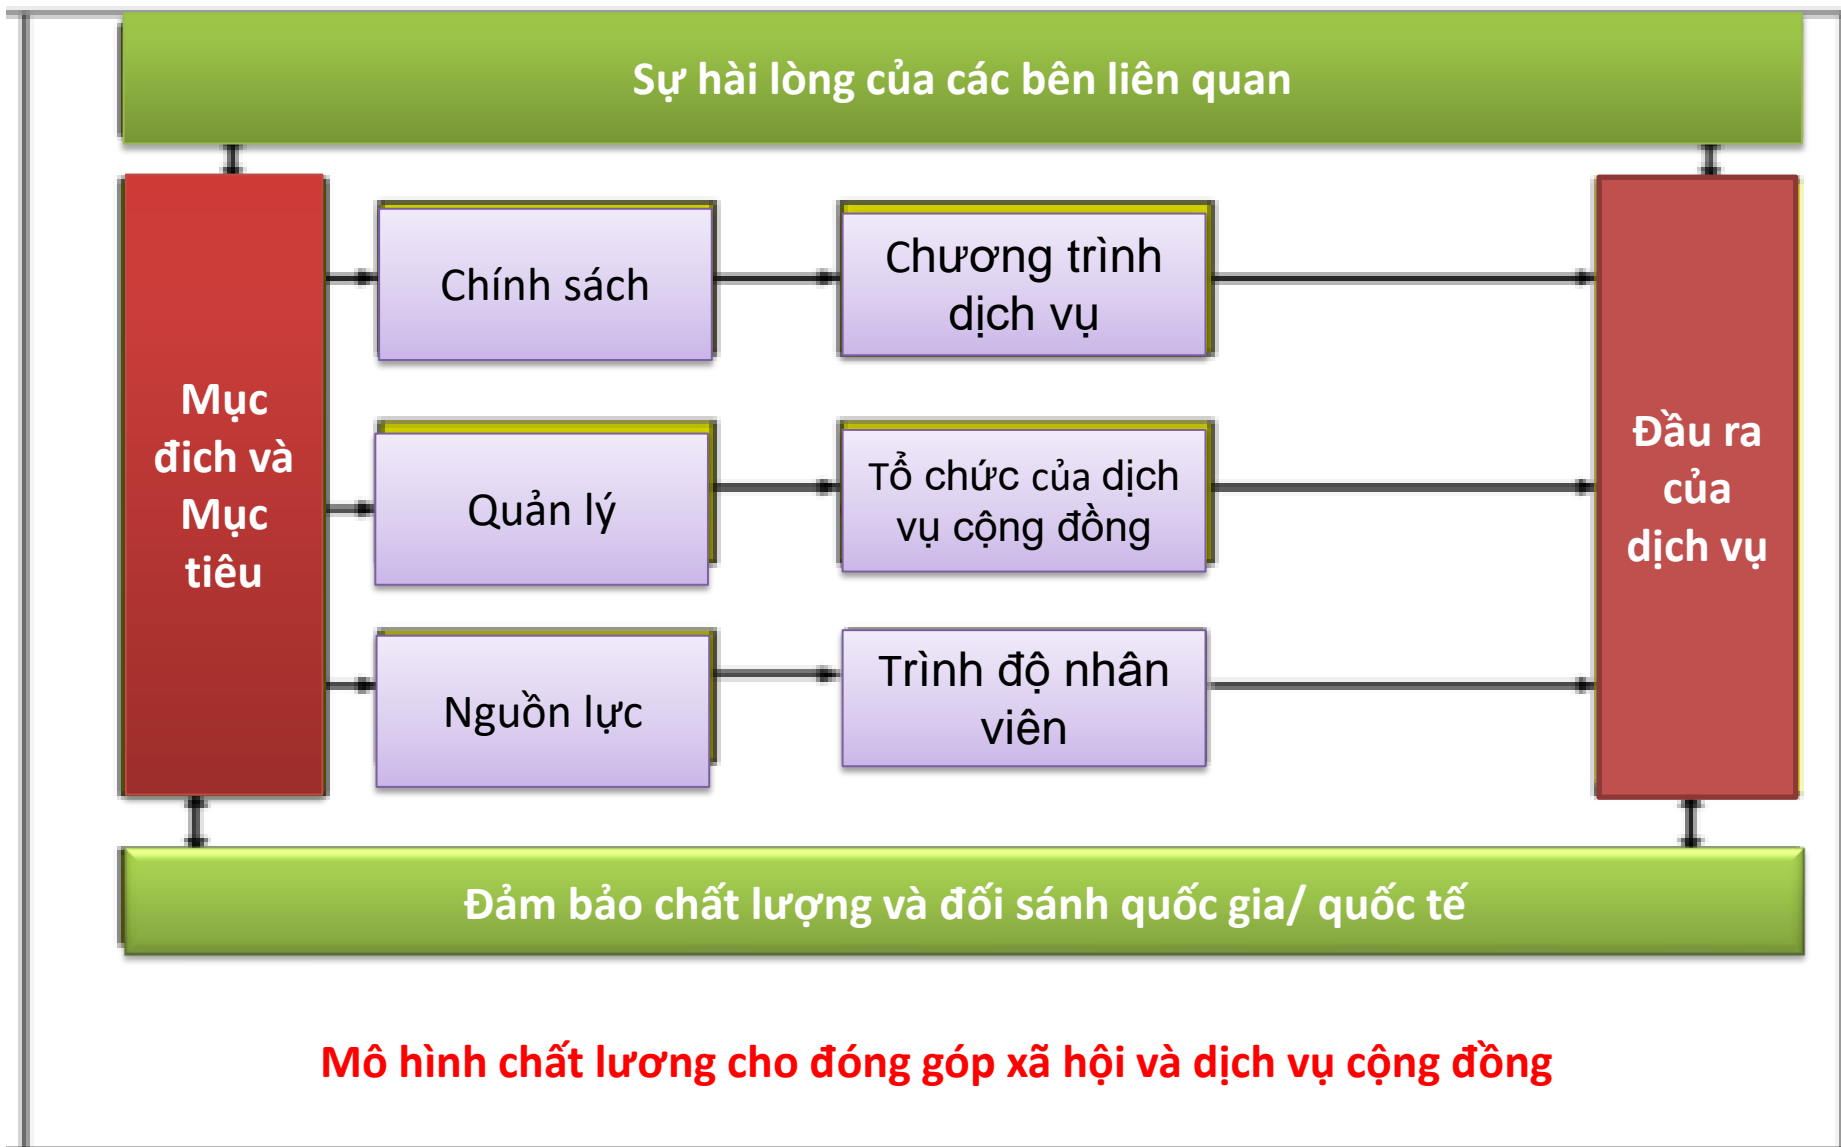 Sự hài lòng của các bên liên quan
Mục
đich và
Mục
tiêu
Chính sách
Chương trình
dịch vụ
Quản lý
Tổ chức của dịch
vụ cộng đồng
Nguồn lực
Trình độ nhân
viên
Đầu ra
của
dịch vụ
Đảm bảo chất lượng và đối sánh quốc gia/ quốc tế
Mô hình chất lương cho đóng góp xã hội và dịch vụ cộng đồng